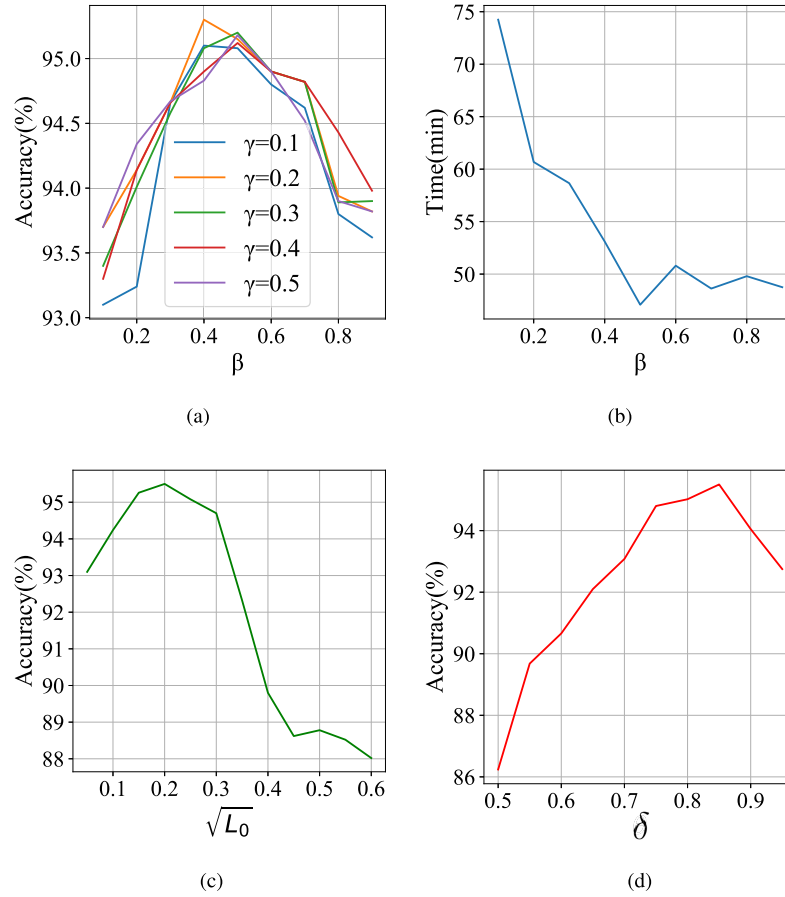 95.0
94.5
94.0
93.5
93.0
Accuracy(%)
0.2 0.4 0.6 0.8
β
γ=0.1
γ=0.2
γ=0.3
γ=0.4
γ=0.5
(a)
75
70
65
60
55
50
Time(min)
0.2 0.4 0.6 0.8
β
(b)
95
94
93
92
91
90
89
88
Accuracy(%)
0.1 0.2 0.3 0.4 0.5 0.6
√L₀
(c)
94
92
90
88
86
Accuracy(%)
0.5 0.6 0.7 0.8 0.9
δ
(d)